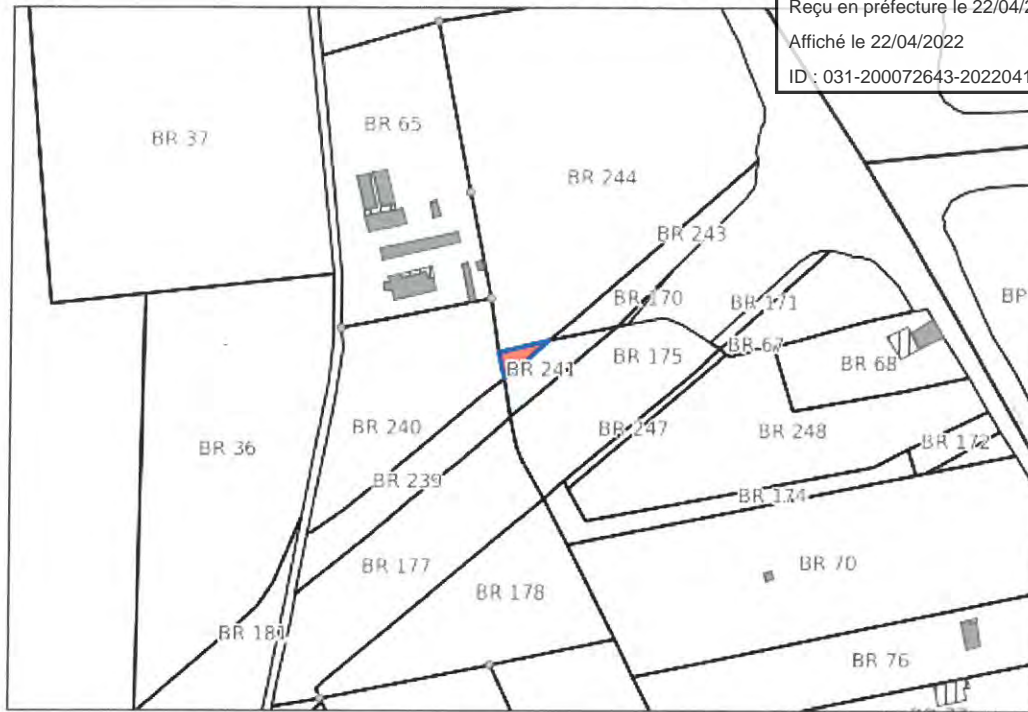 Reçu en préfecture le 22/04/2
Affiché le 22/04/2022
ID : 031-200072643-2022041
BR 37
BR 65
BR 244
BR 243
BR 170
BR 171
BP
BR 67
BR 175
BR 68
BR 241
BR 240
BR 247
BR 248
BR 172
BR 36
BR 239
BR 174
BR 177
BR 70
BR 178
BR 181
BR 76